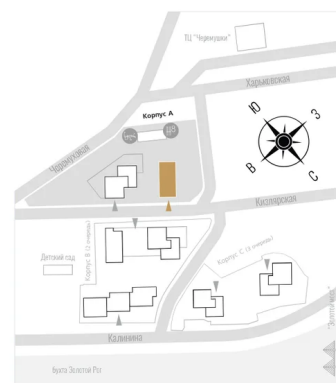 ТЦ "Черемушки"
Харьковская
Корпус А
Ю
З
В
С
Черемуховая
Кизлярская
Детский сад
Корпус В (2 очередь)
Корпус С (3 очередь)
Калинина
бухта Золотой Рог